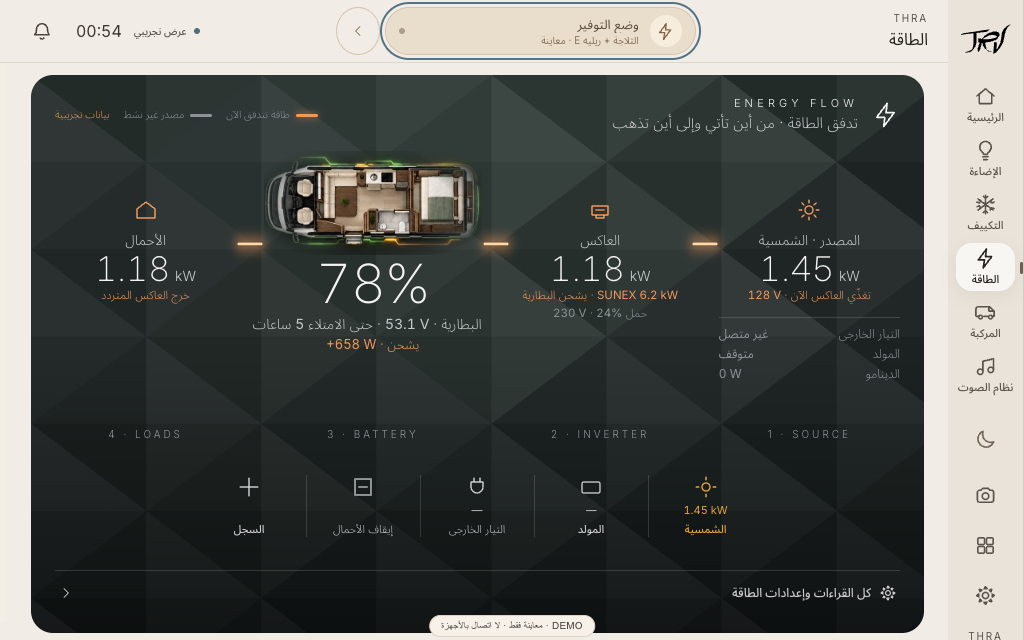 THRA
الطاقة
وضع التوفير
الثلاجة + ريليه E · معاينة
عرض تجريبي
00:54
ENERGY FLOW
تدفق الطاقة · من أين تأتي وإلى أين تذهب
طاقة تتدفق الآن
مصدر غير نشط
بيانات تجريبية
المصدر · الشمسية
1.45 kW
تغذّي العاكس الآن · 128 V
التيار الخارجي غير متصل
المولد متوقف
الدينامو 0 W
العاكس
1.18 kW
SUNEX 6.2 kW · يشحن البطارية
حمل 24% · 230 V
78%
البطارية · 53.1 V · حتى الامتلاء 5 ساعات
يشحن · +658 W
الأحمال
1.18 kW
خرج العاكس المتردد
1 · SOURCE
2 · INVERTER
3 · BATTERY
4 · LOADS
1.45 kW
الشمسية
—
المولد
—
التيار الخارجي
إيقاف الأحمال
السجل
كل القراءات وإعدادات الطاقة
DEMO · معاينة فقط · لا اتصال بالأجهزة
الرئيسية
الإضاءة
التكييف
الطاقة
المركبة
نظام الصوت
THRA